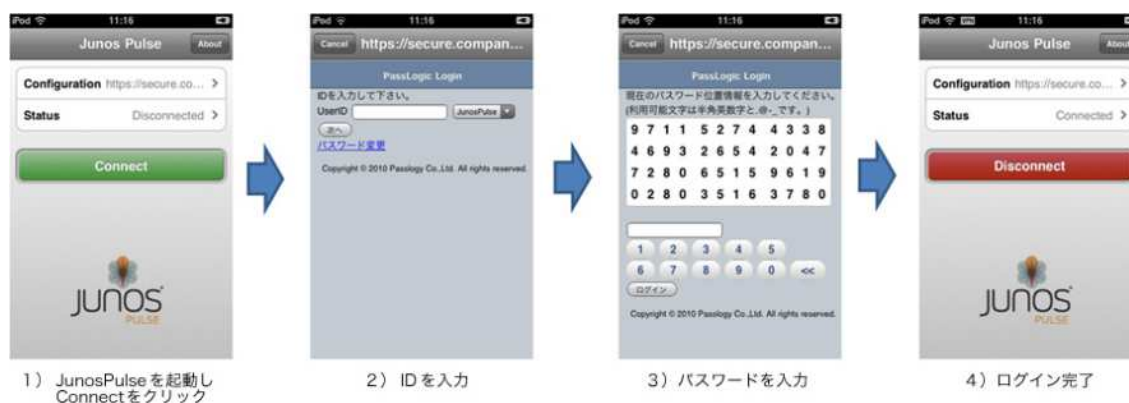 iPod 11:16
Junos Pulse About
Configuration https://secure.co... >
Status Disconnected >
Connect
JUNOS
PULSE
1） JunosPulseを起動し
Connectをクリック
iPod 11:16
Cancel https://secure.compan...
PassLogic Login
IDを入力して下さい。
UserID JunosPulse
次へ
パスワード変更
Copyright © 2010 Passlogy Co.,Ltd. All rights reserved.
2） IDを入力
iPod 11:16
Cancel https://secure.compan...
PassLogic Login
現在のパスワード位置情報を入力してください。
(利用可能文字は半角英数字と.@-_です。)
9 7 1 1 5 2 7 4 4 3 3 8
4 6 9 3 2 6 5 4 2 0 4 7
7 2 8 0 6 5 1 5 9 6 1 9
0 2 8 0 3 5 1 6 3 7 8 0
1 2 3 4 5
6 7 8 9 0 <<
ログイン
Copyright © 2010 Passlogy Co.,Ltd. All rights reserved.
3）パスワードを入力
iPod VPN 11:16
Junos Pulse About
Configuration https://secure.co... >
Status Connected >
Disconnect
JUNOS
PULSE
4）ログイン完了